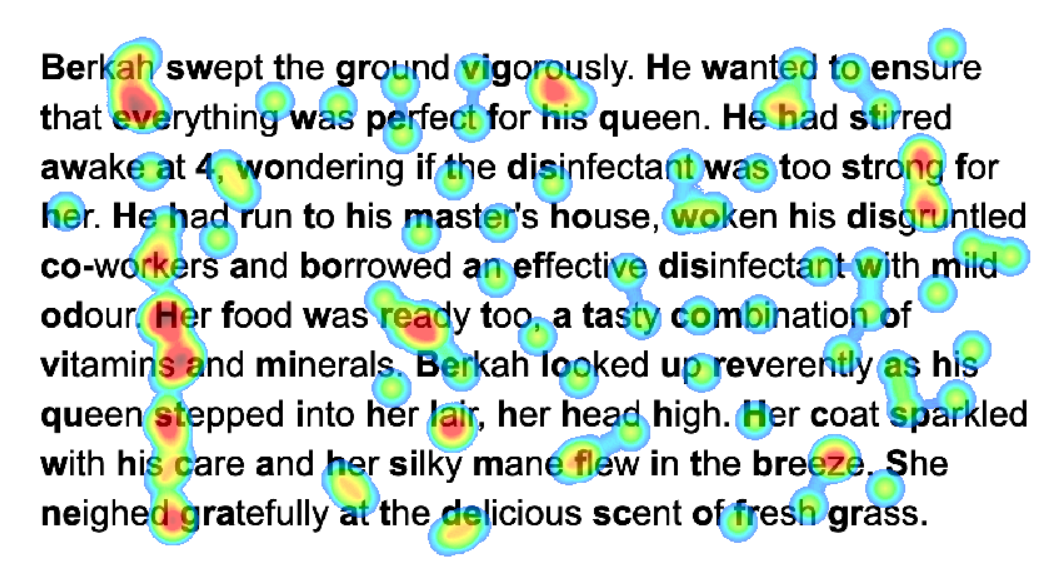 Berkah swept the ground vigorously. He wanted to ensure
that everything was perfect for his queen. He had stirred
awake at 4, wondering if the disinfectant was too strong for
her. He had run to his master's house, woken his disgruntled
co-workers and borrowed an effective disinfectant with mild
odour. Her food was ready too, a tasty combination of
vitamins and minerals. Berkah looked up reverently as his
queen stepped into her lair, her head high. Her coat sparkled
with his care and her silky mane flew in the breeze. She
neighed gratefully at the delicious scent of fresh grass.